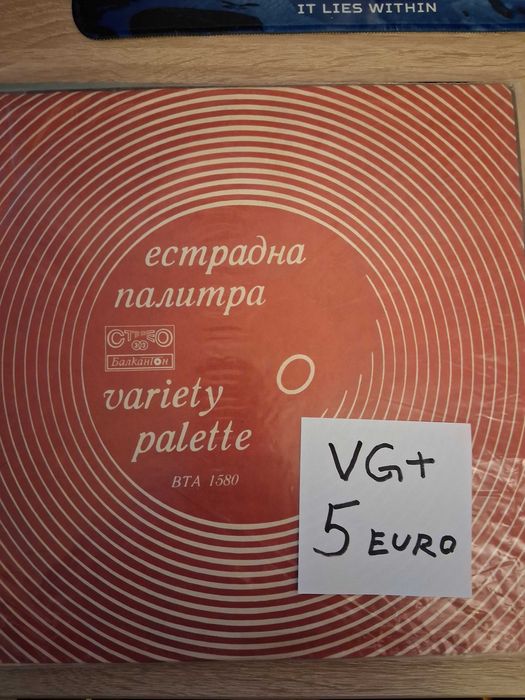 IT LIES WITHIN
естрадна
палитра
СТЕРЕО
33
Балкантон
variety
palette
ВТА 1580
VG+
5 EURO